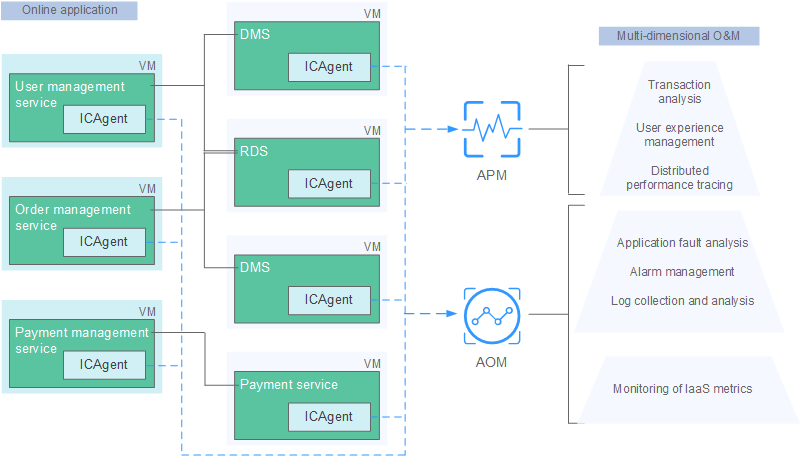 Online application
VM
User management
service
ICAgent
VM
Order management
service
ICAgent
VM
Payment management
service
ICAgent
VM
DMS
ICAgent
VM
RDS
ICAgent
VM
DMS
ICAgent
VM
Payment service
ICAgent
APM
AOM
Multi-dimensional O&M
Transaction
analysis
User experience
management
Distributed
performance tracing
Application fault analysis
Alarm management
Log collection and analysis
Monitoring of IaaS metrics